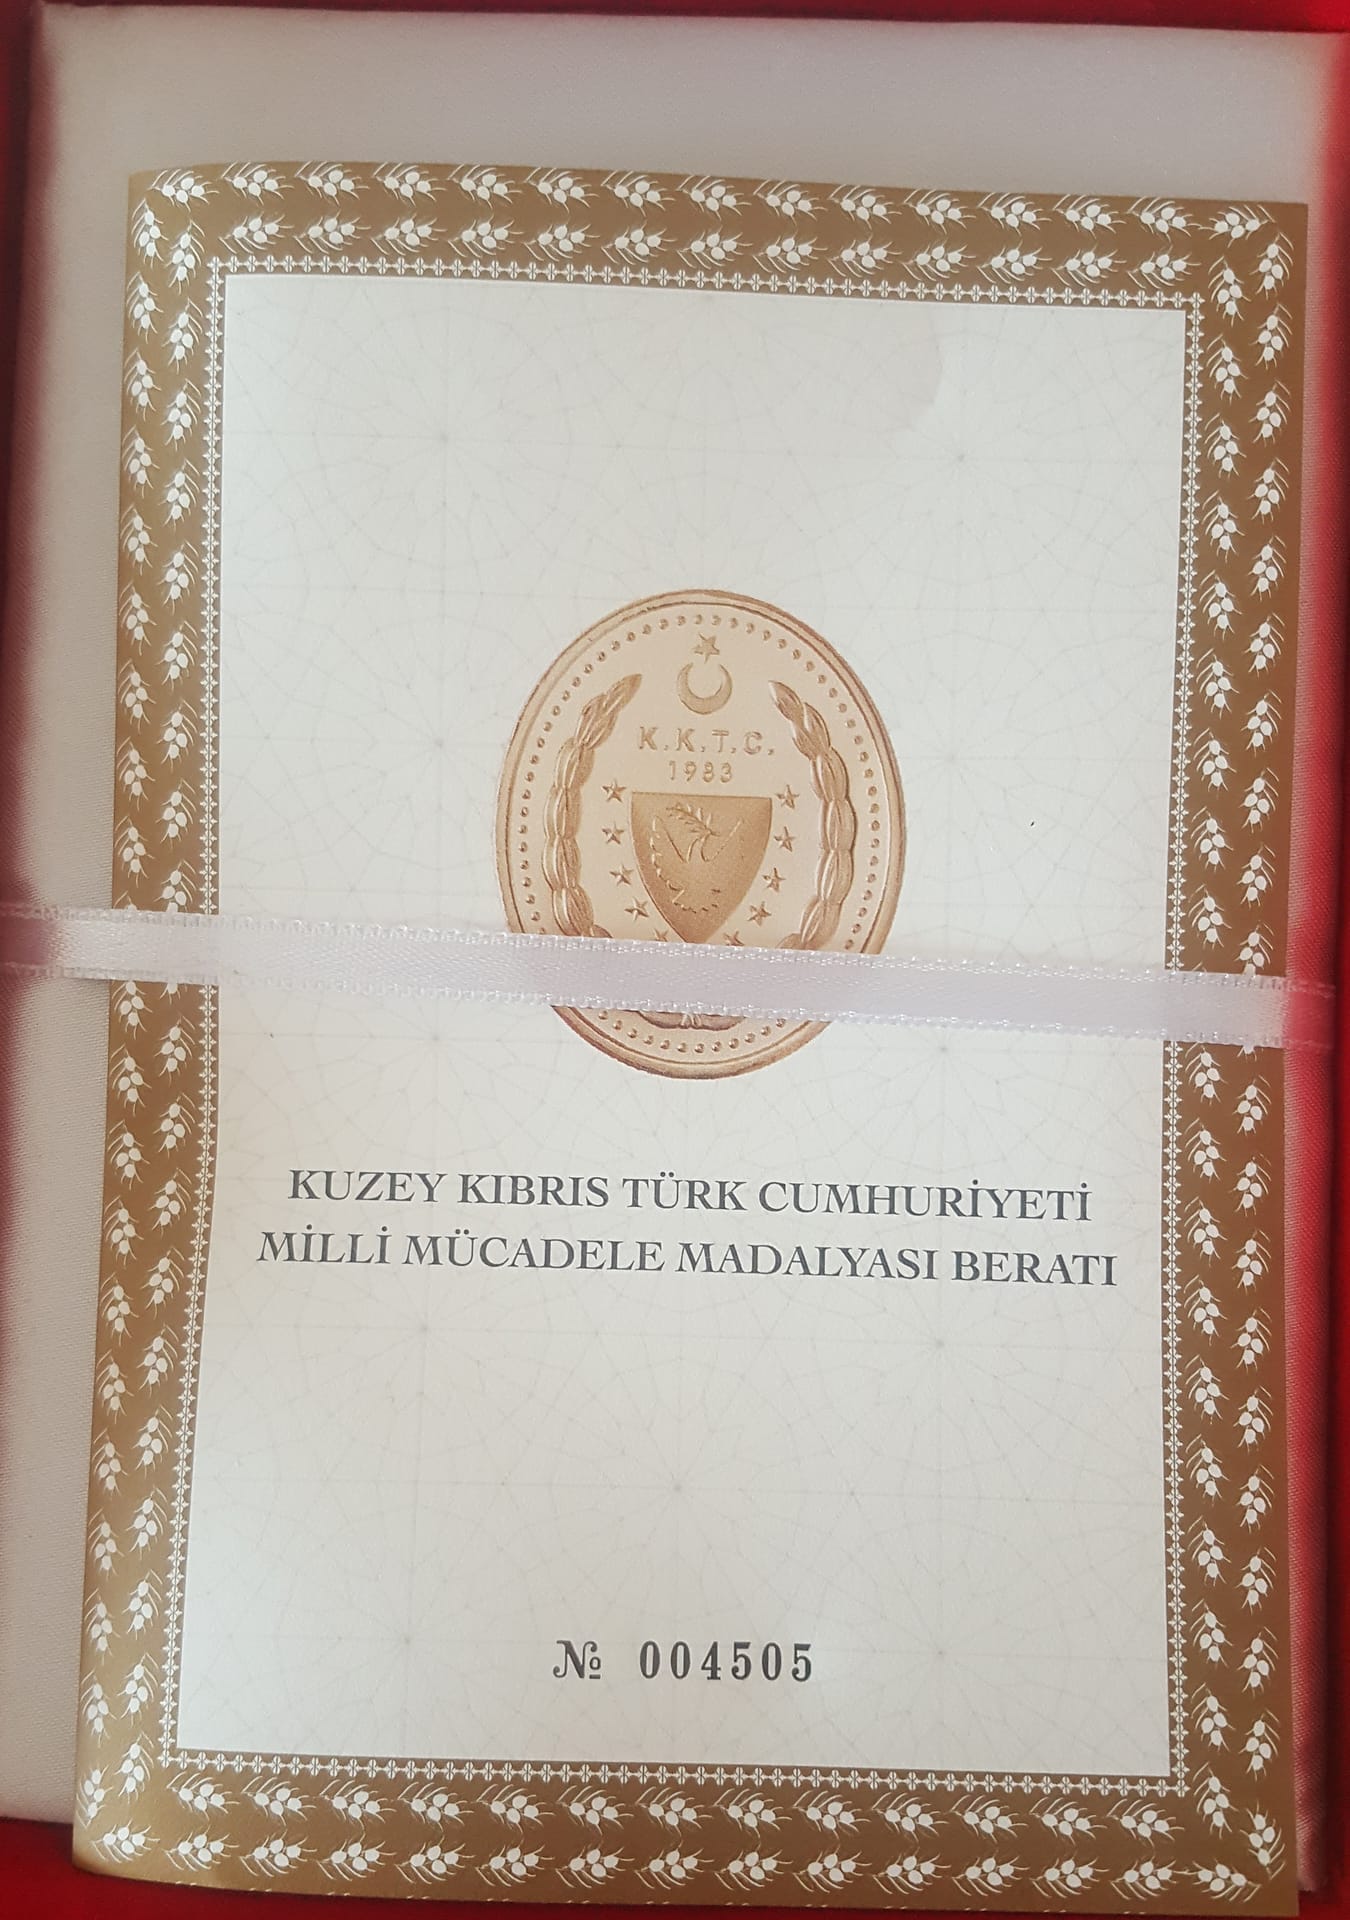 K.K.T.C.
1983
KUZEY KIBRIS TÜRK CUMHURİYETİ
MİLLİ MÜCADELE MADALYASI BERATI
№ 004505